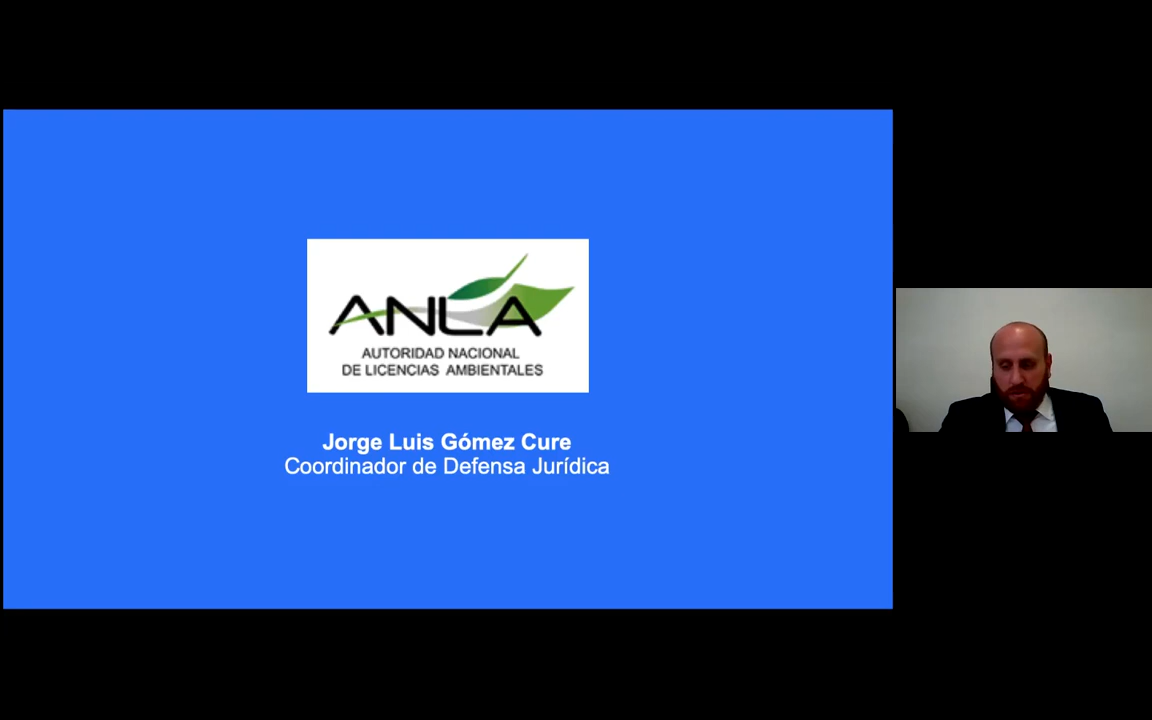 ANLA
AUTORIDAD NACIONAL
DE LICENCIAS AMBIENTALES
Jorge Luis Gómez Cure
Coordinador de Defensa Jurídica